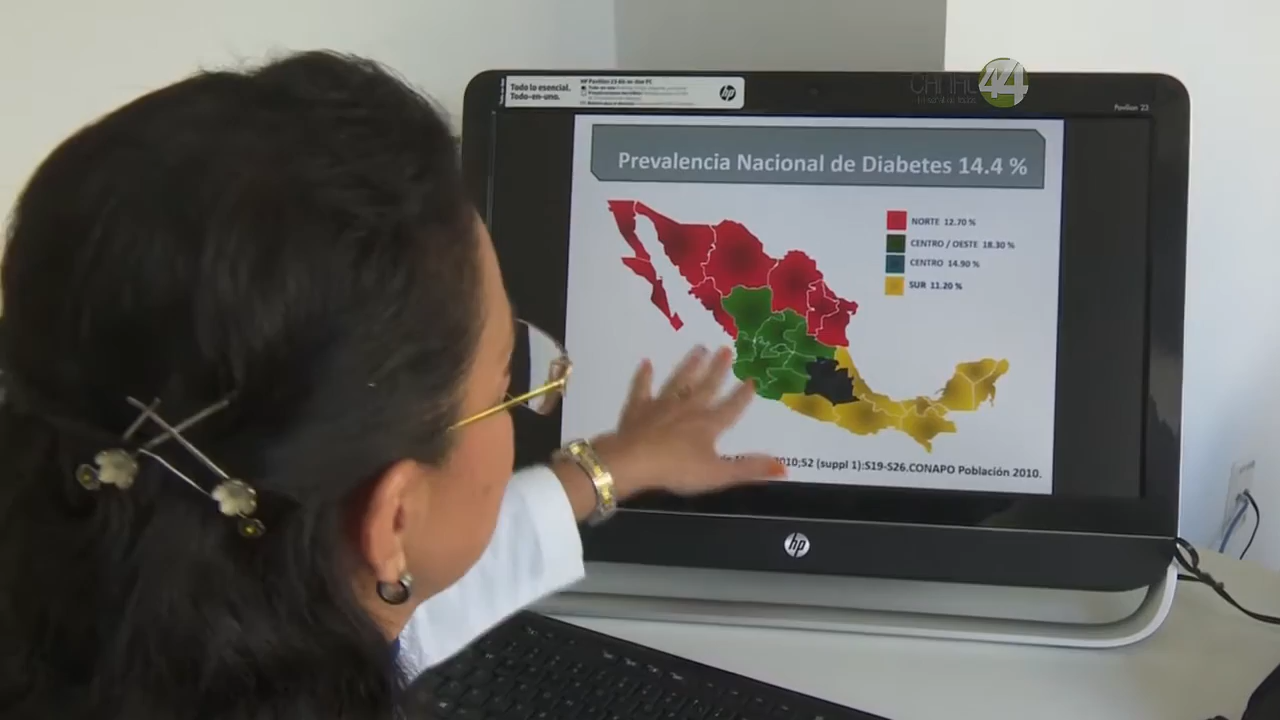 Todo lo esencial.
Todo-en-uno.
hp
CANAL 44
Pavilion 23
Prevalencia Nacional de Diabetes 14.4 %
NORTE 12.70 %
CENTRO / OESTE 18.30 %
CENTRO 14.90 %
SUR 11.20 %
2010;52 (suppl 1):S19-S26.CONAPO Población 2010.
hp